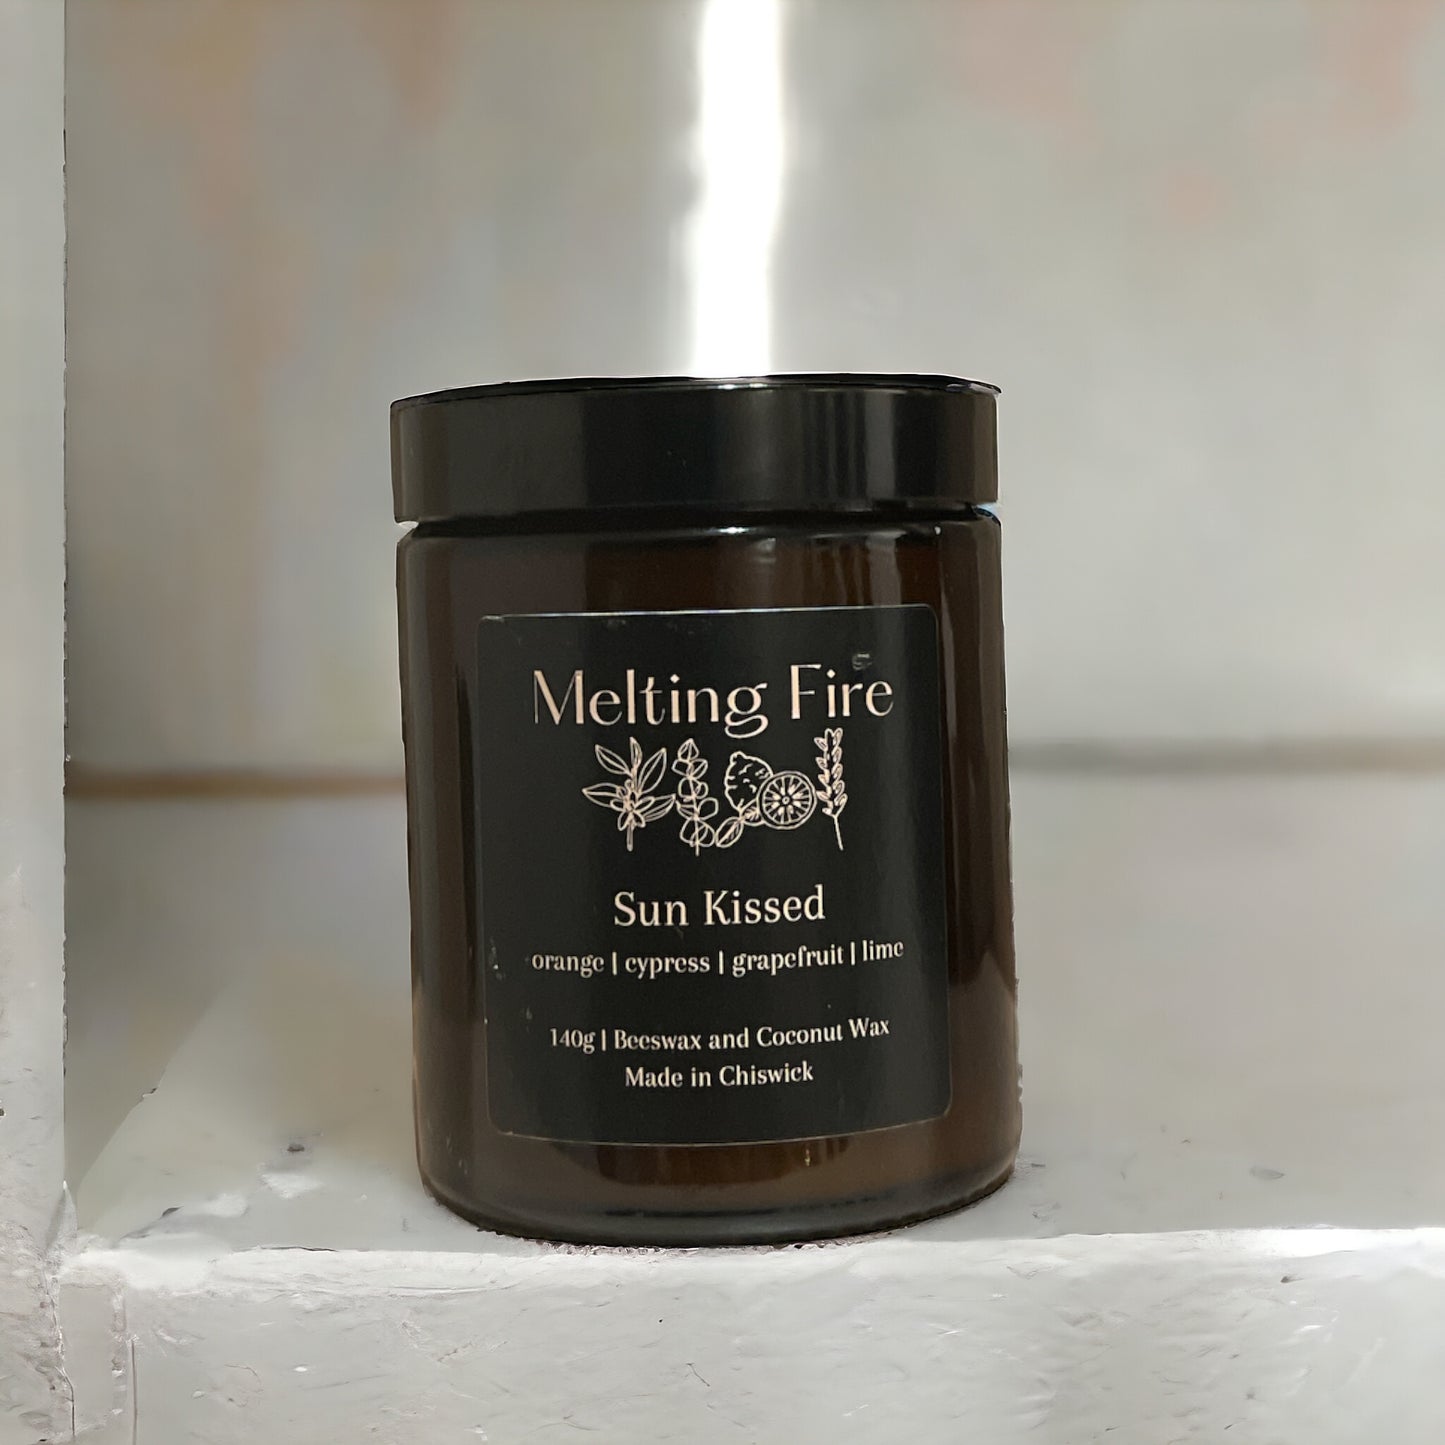 Melting Fire
Sun Kissed
orange | cypress | grapefruit | lime
140g | Beeswax and Coconut Wax
Made in Chiswick